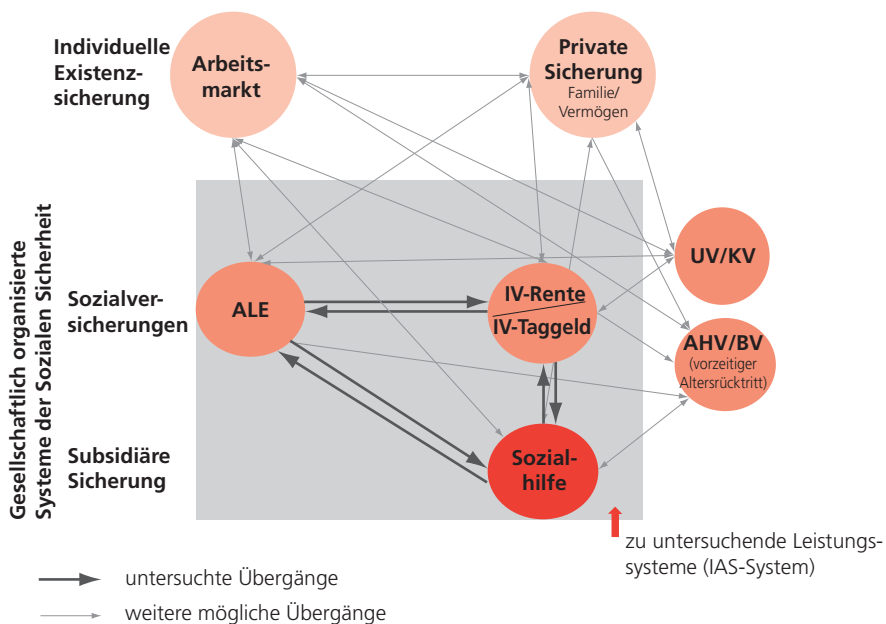 Individuelle
Existenz-
sicherung
Arbeits-
markt
Private
Sicherung
Familie/
Vermögen
Gesellschaftlich organisierte
Systeme der Sozialen Sicherheit
Sozialver-
sicherungen
ALE
IV-Rente
IV-Taggeld
UV/KV
AHV/BV
(vorzeitiger
Altersrücktritt)
Subsidiäre
Sicherung
Sozial-
hilfe
zu untersuchende Leistungs-
systeme (IAS-System)
untersuchte Übergänge
weitere mögliche Übergänge